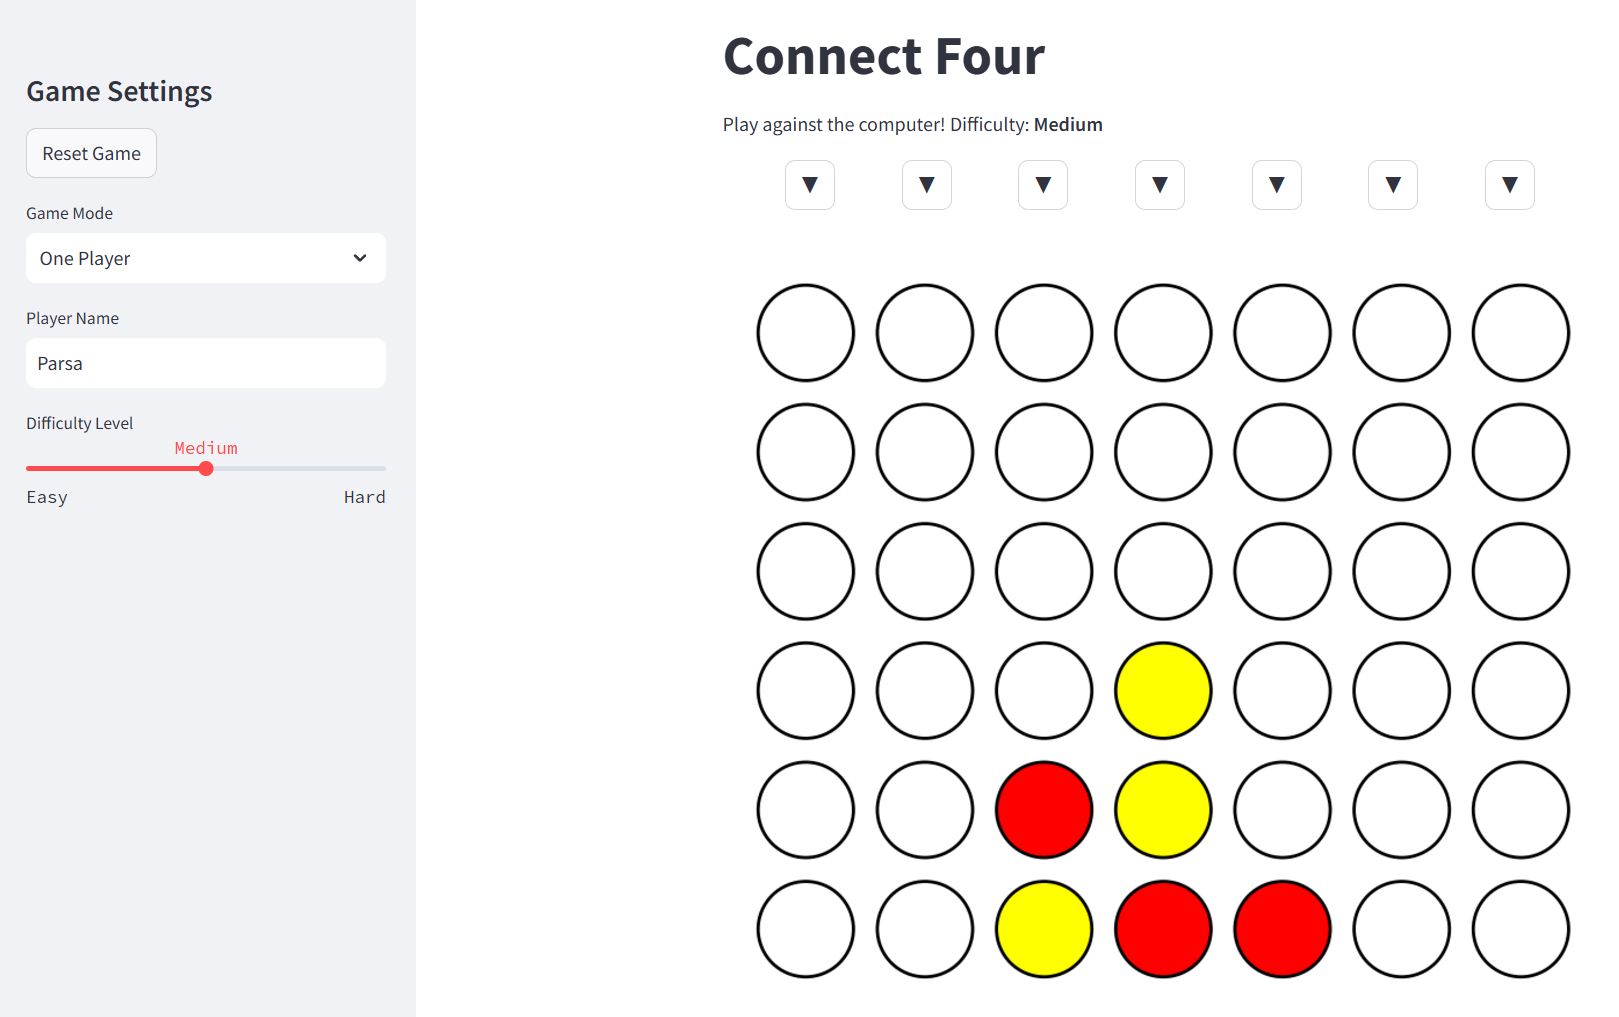 Game Settings
Reset Game
Game Mode
One Player
Player Name
Parsa
Difficulty Level
Medium
Easy Hard
Connect Four
Play against the computer! Difficulty: Medium
▼ ▼ ▼ ▼ ▼ ▼ ▼